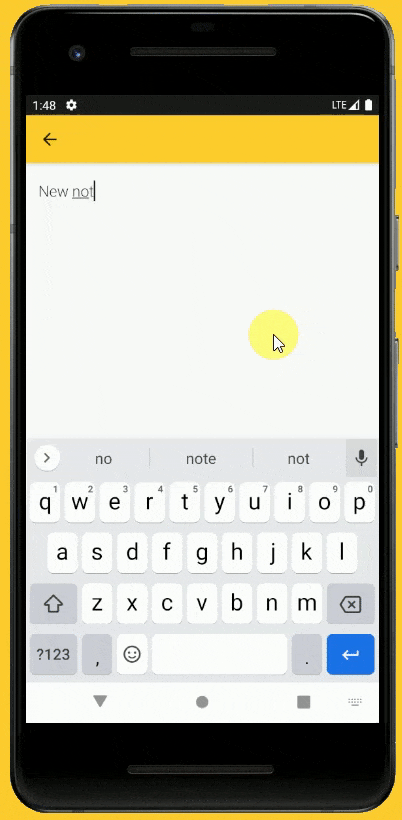 1:48 LTE
New not
no note not
q1 w2 e3 r4 t5 y6 u7 i8 o9 p0
a s d f g h j k l
z x c v b n m
?123 , .